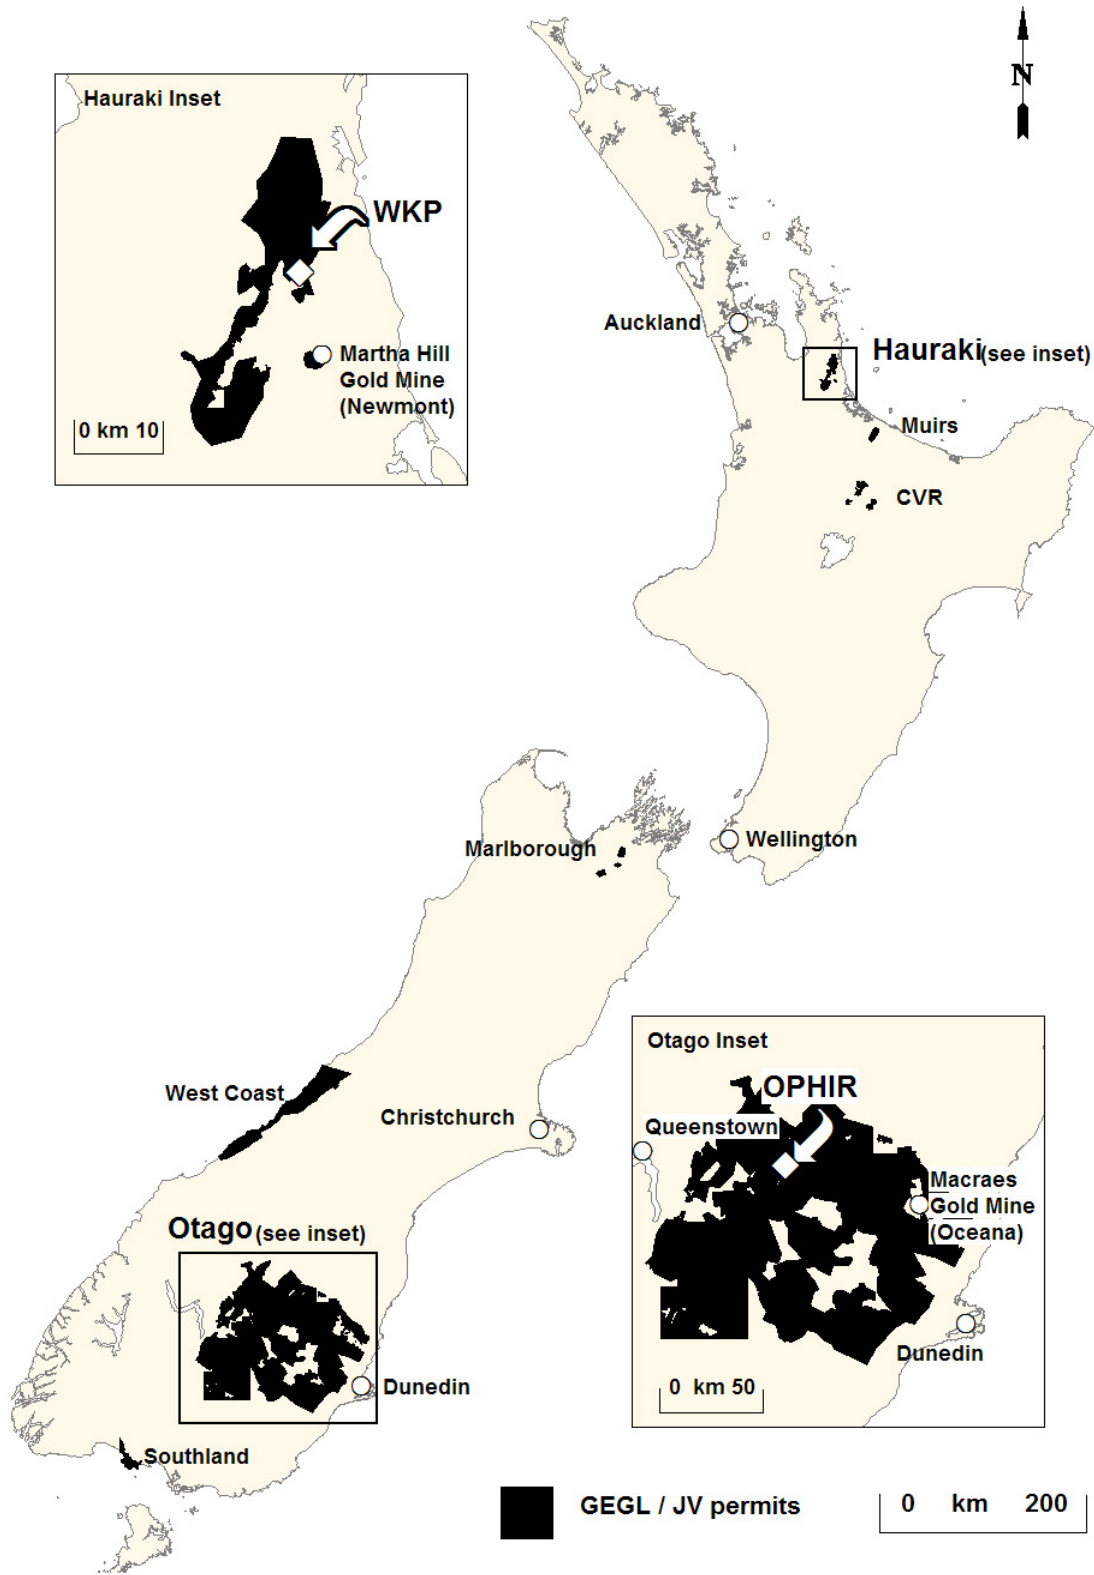 N
Hauraki Inset
WKP
Martha Hill
Gold Mine
(Newmont)
0 km 10
Auckland
Hauraki(see inset)
Muirs
CVR
Wellington
Marlborough
West Coast
Christchurch
Otago (see inset)
Dunedin
Southland
Otago Inset
OPHIR
Queenstown
Macraes
Gold Mine
(Oceana)
Dunedin
0 km 50
GEGL / JV permits
0 km 200